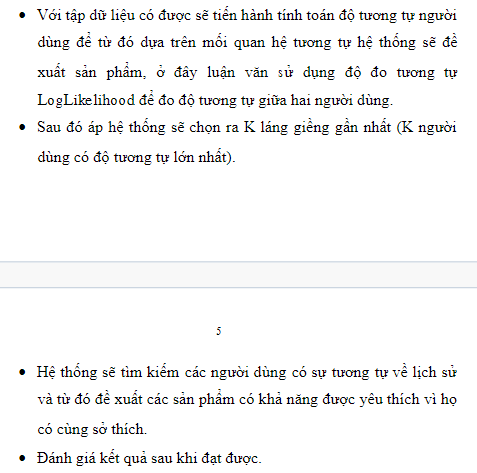 • Với tập dữ liệu có được sẽ tiến hành tính toán độ tương tự người
dùng để từ đó dựa trên mối quan hệ tương tự hệ thống sẽ đề
xuất sản phẩm, ở đây luận văn sử dụng độ đo tương tự
LogLikelihood để đo độ tương tự giữa hai người dùng.
• Sau đó áp hệ thống sẽ chọn ra K láng giềng gần nhất (K người
dùng có độ tương tự lớn nhất).
5
• Hệ thống sẽ tìm kiếm các người dùng có sự tương tự về lịch sử
và từ đó đề xuất các sản phẩm có khả năng được yêu thích vì họ
có cùng sở thích.
• Đánh giá kết quả sau khi đạt được.